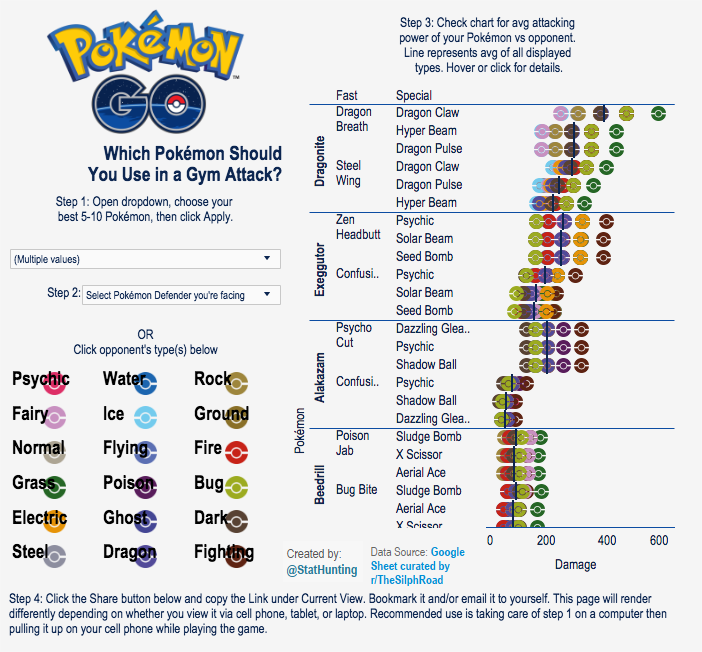 POKÉMON
™
GO
Which Pokémon Should
You Use in a Gym Attack?
Step 1: Open dropdown, choose your
best 5-10 Pokémon, then click Apply.
(Multiple values)
Step 2:
Select Pokémon Defender you're facing
OR
Click opponent's type(s) below
Psychic Water Rock
Fairy Ice Ground
Normal Flying Fire
Grass Poison Bug
Electric Ghost Dark
Steel Dragon Fighting
Step 3: Check chart for avg attacking
power of your Pokémon vs opponent.
Line represents avg of all displayed
types. Hover or click for details.
Fast Special
Pokémon
Dragonite
Dragon Breath
Dragon Claw
Hyper Beam
Dragon Pulse
Steel Wing
Dragon Claw
Dragon Pulse
Hyper Beam
Exeggutor
Zen Headbutt
Psychic
Solar Beam
Seed Bomb
Confusi..
Psychic
Solar Beam
Seed Bomb
Alakazam
Psycho Cut
Dazzling Glea..
Psychic
Shadow Ball
Confusi..
Psychic
Shadow Ball
Dazzling Glea..
Beedrill
Poison Jab
Sludge Bomb
X Scissor
Aerial Ace
Bug Bite
Sludge Bomb
Aerial Ace
X Scissor
0 200 400 600
Damage
Created by:
@StatHunting
Data Source: Google
Sheet curated by
r/TheSilphRoad
Step 4: Click the Share button below and copy the Link under Current View. Bookmark it and/or email it to yourself. This page will render
differently depending on whether you view it via cell phone, tablet, or laptop. Recommended use is taking care of step 1 on a computer then
pulling it up on your cell phone while playing the game.